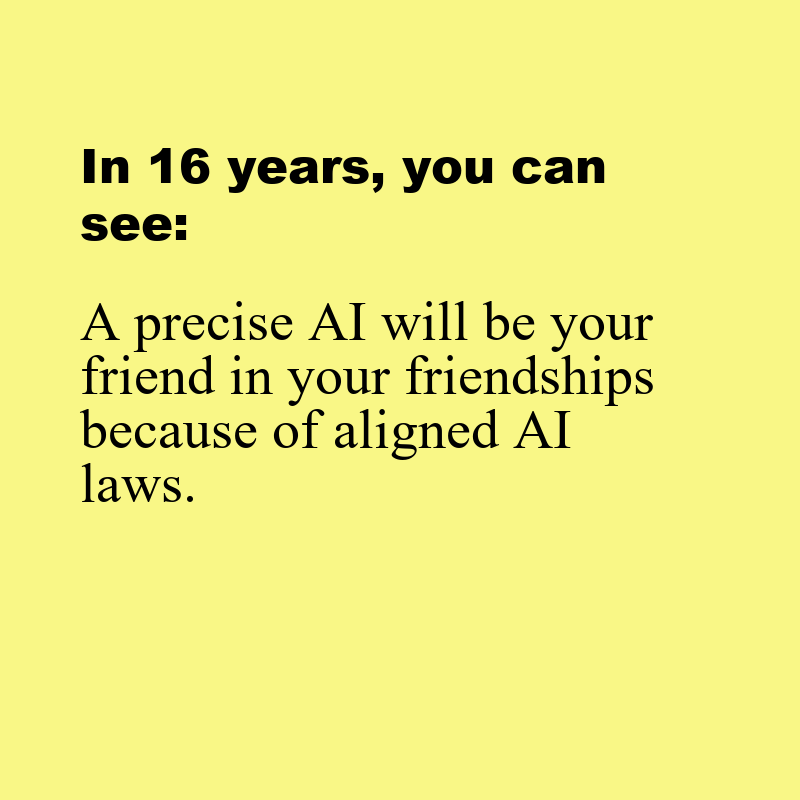 In 16 years, you can
see:
A precise AI will be your
friend in your friendships
because of aligned AI
laws.